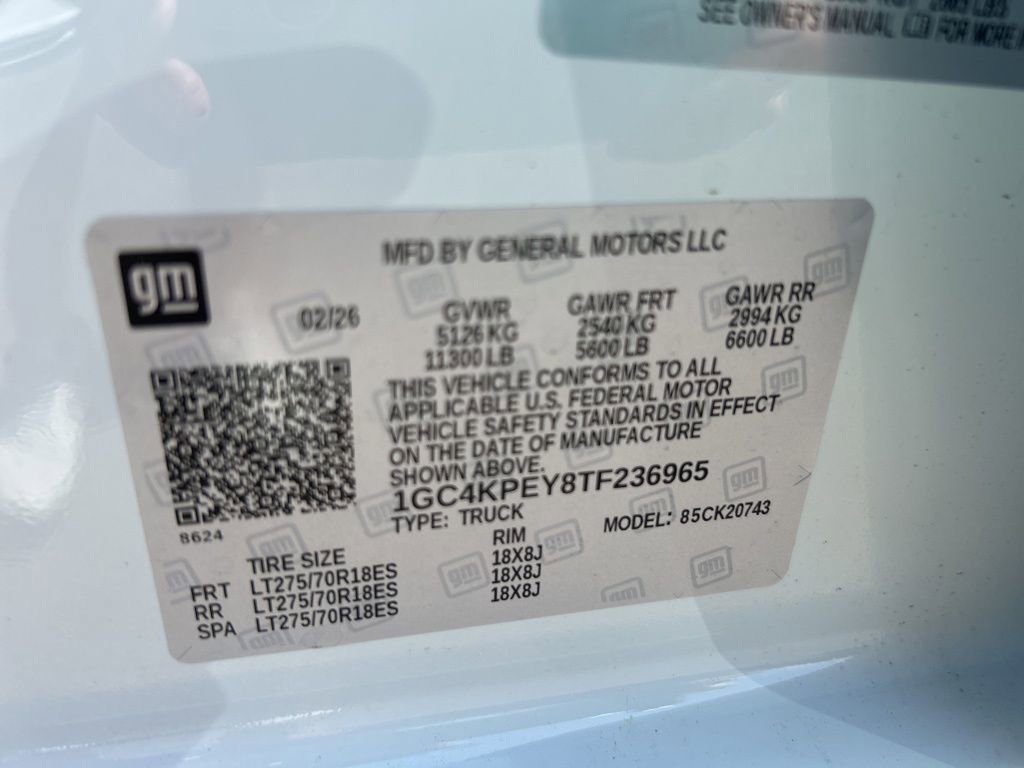 SEE OWNER'S MANUAL FOR MORE
gm
MFD BY GENERAL MOTORS LLC
02/26
GVWR GAWR FRT GAWR RR
5126 KG 2540 KG 2994 KG
11300 LB 5600 LB 6600 LB
THIS VEHICLE CONFORMS TO ALL
APPLICABLE U.S. FEDERAL MOTOR
VEHICLE SAFETY STANDARDS IN EFFECT
ON THE DATE OF MANUFACTURE
SHOWN ABOVE.
1GC4KPEY8TF236965
8624
TYPE: TRUCK MODEL: 85CK20743
TIRE SIZE RIM
FRT LT275/70R18ES 18X8J
RR LT275/70R18ES 18X8J
SPA LT275/70R18ES 18X8J